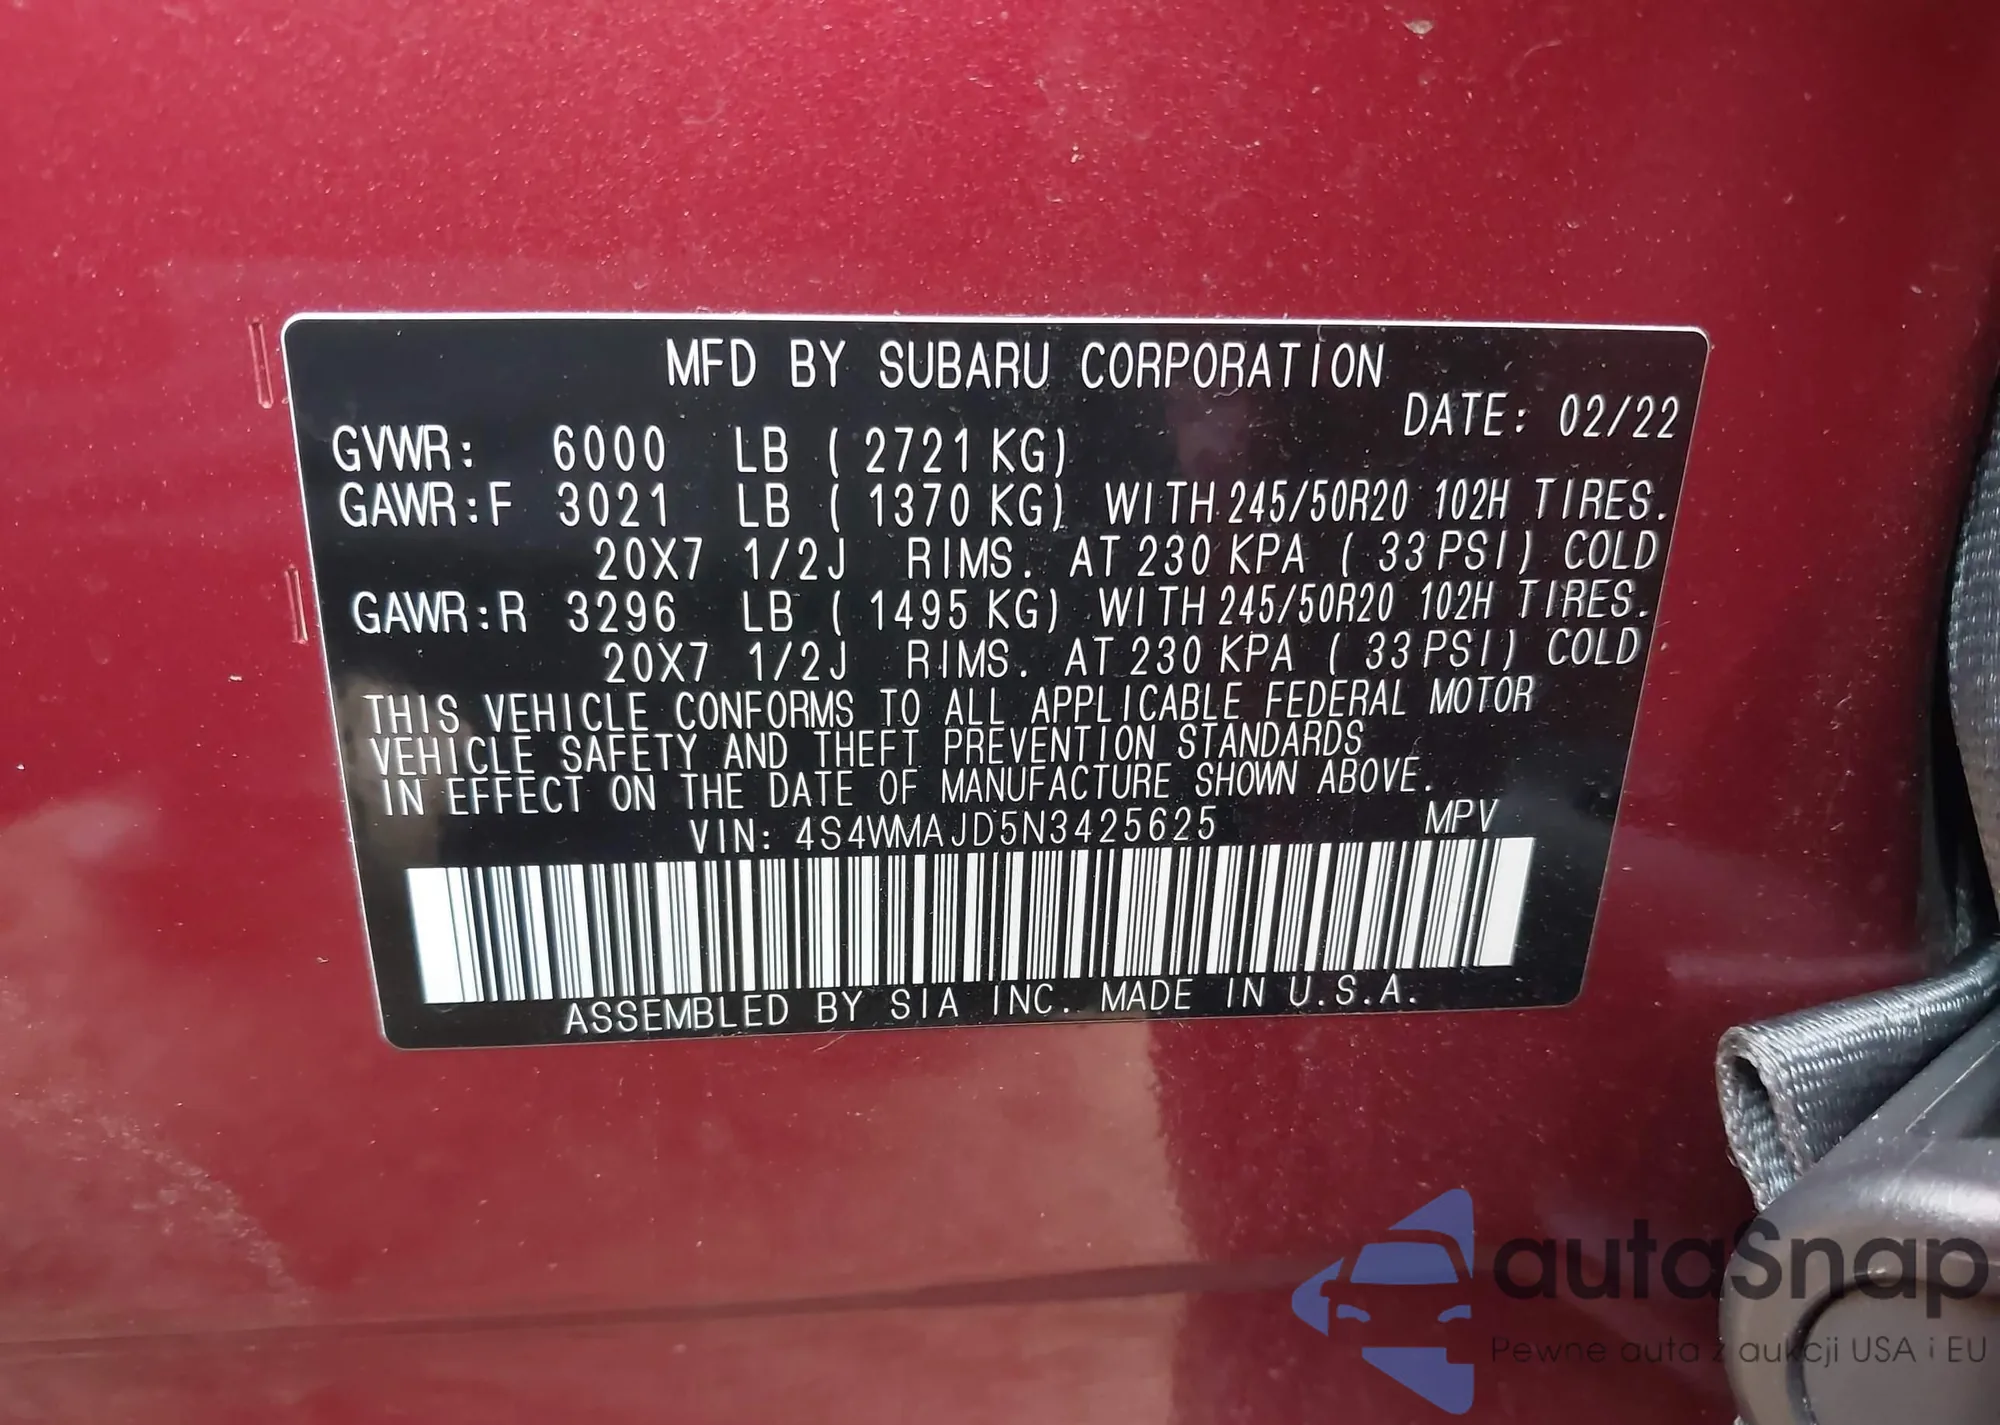 MFD BY SUBARU CORPORATION
DATE: 02/22
GVWR: 6000 LB ( 2721 KG)
GAWR:F 3021 LB ( 1370 KG) WITH 245/50R20 102H TIRES.
20X7 1/2J RIMS. AT 230 KPA ( 33 PSI) COLD
GAWR:R 3296 LB ( 1495 KG) WITH 245/50R20 102H TIRES.
20X7 1/2J RIMS. AT 230 KPA ( 33 PSI) COLD
THIS VEHICLE CONFORMS TO ALL APPLICABLE FEDERAL MOTOR
VEHICLE SAFETY AND THEFT PREVENTION STANDARDS
IN EFFECT ON THE DATE OF MANUFACTURE SHOWN ABOVE.
VIN: 4S4WMAJD5N3425625 MPV
ASSEMBLED BY SIA INC. MADE IN U.S.A.
autaSnap
Pewne auta z aukcji USA i EU